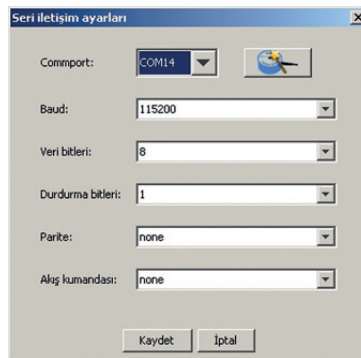 Seri iletişim ayarları
Commport: COM14
Baud: 115200
Veri bitleri: 8
Durdurma bitleri: 1
Parite: none
Akış kumandası: none
Kaydet İptal